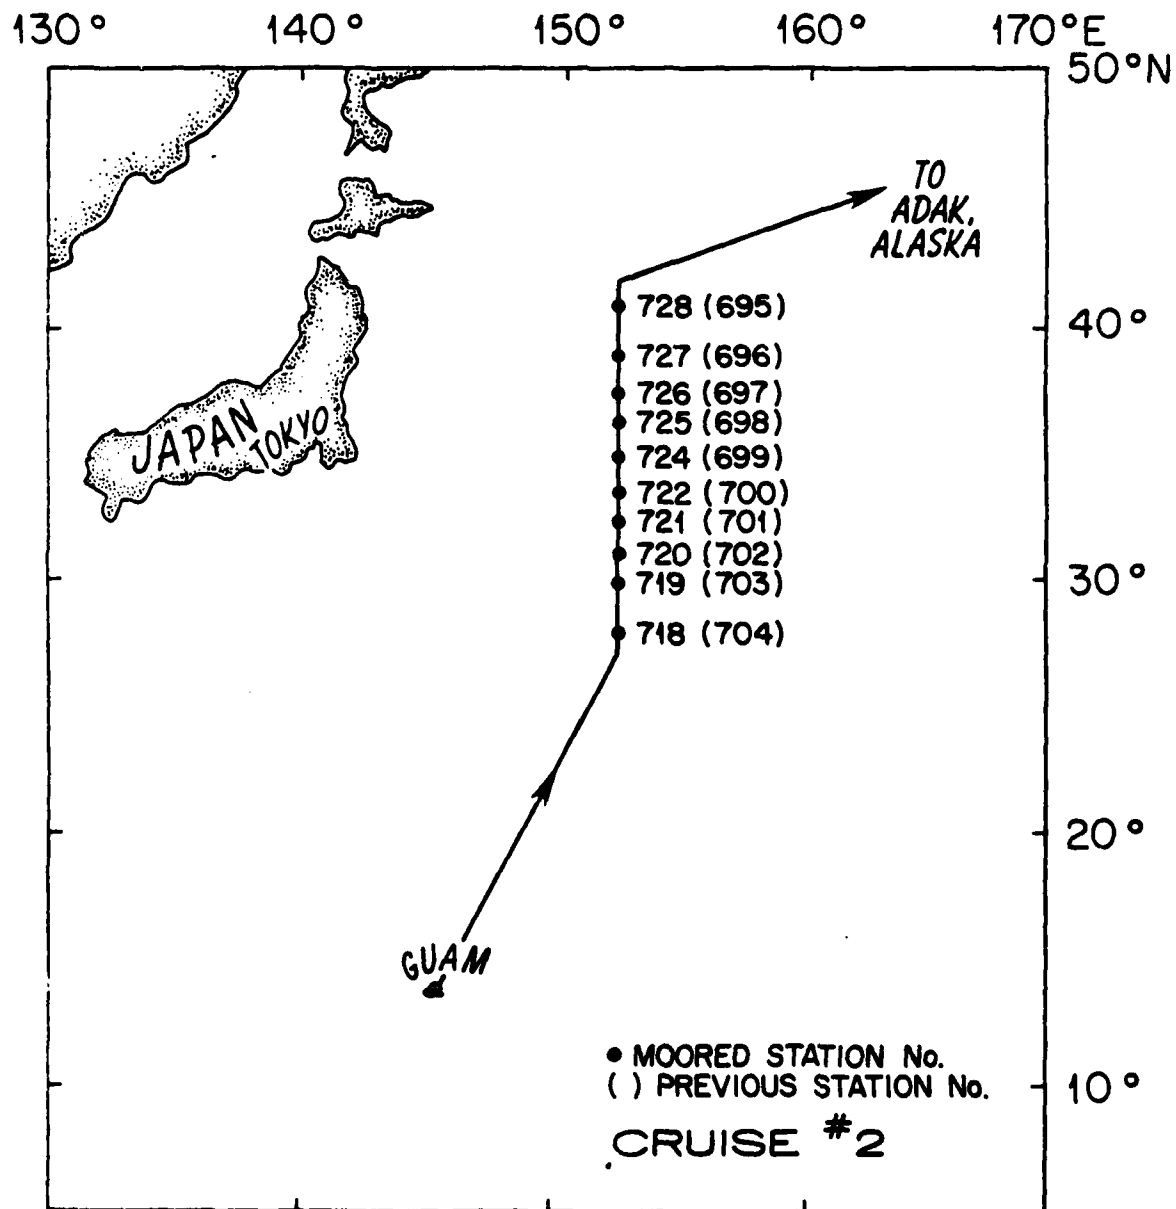 130° 140° 150° 160° 170°E
50°N
TO
ADAK,
ALASKA
728 (695)
40°
727 (696)
726 (697)
725 (698)
JAPAN
TOKYO
724 (699)
722 (700)
721 (701)
720 (702)
719 (703)
30°
718 (704)
20°
GUAM
● MOORED STATION No.
( ) PREVIOUS STATION No.
10°
CRUISE #2